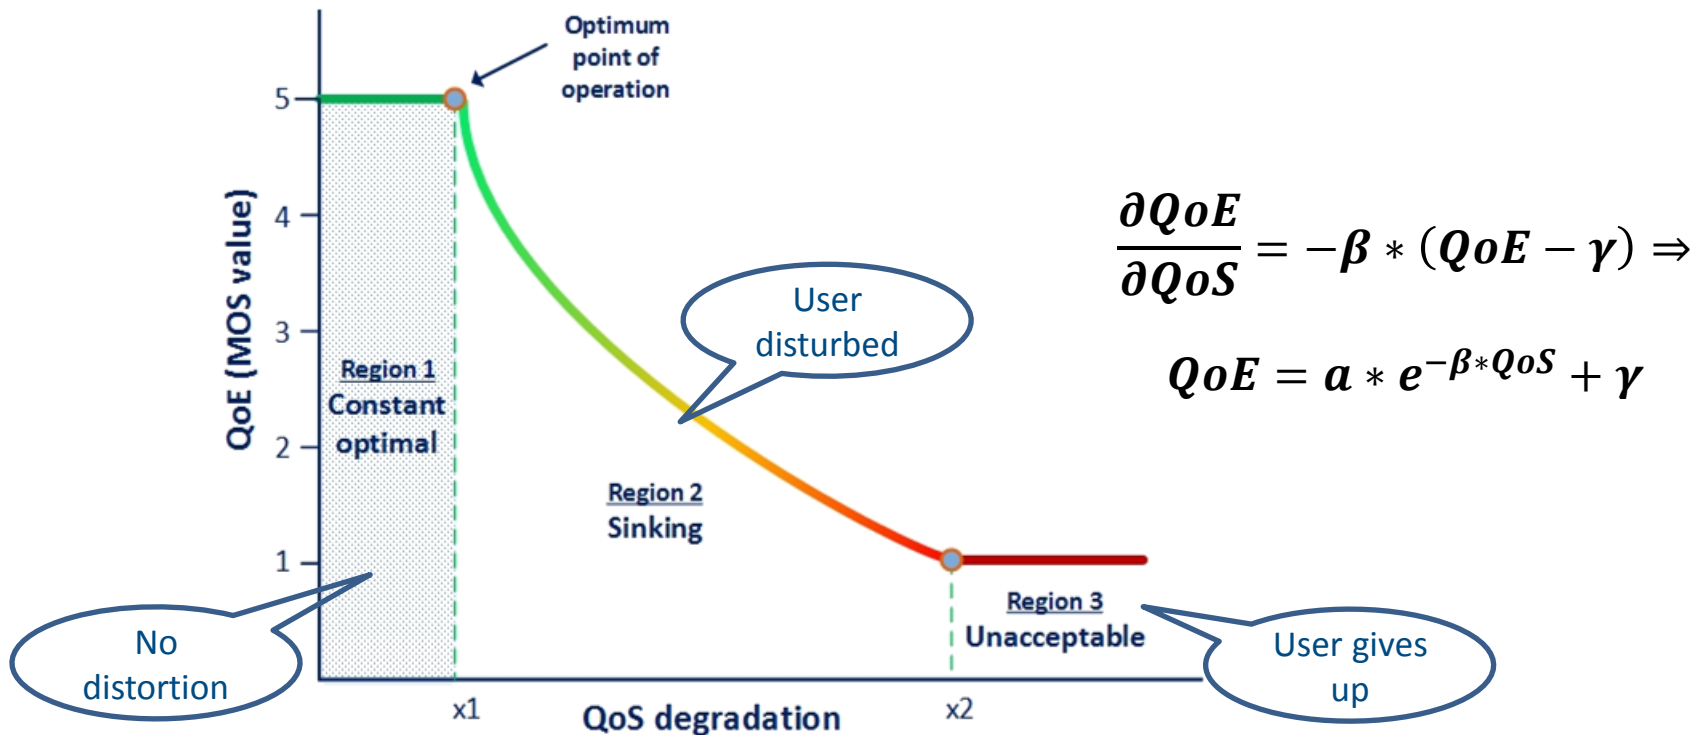 Optimum
point of
operation
QoE (MOS value)
5
4
3
2
1
Region 1
Constant
optimal
User
disturbed
Region 2
Sinking
Region 3
Unacceptable
No
distortion
User gives
up
x1
QoS degradation
x2
∂QoE/∂QoS = −β ∗ (QoE − γ) ⇒
QoE = a ∗ e^{−β∗QoS} + γ